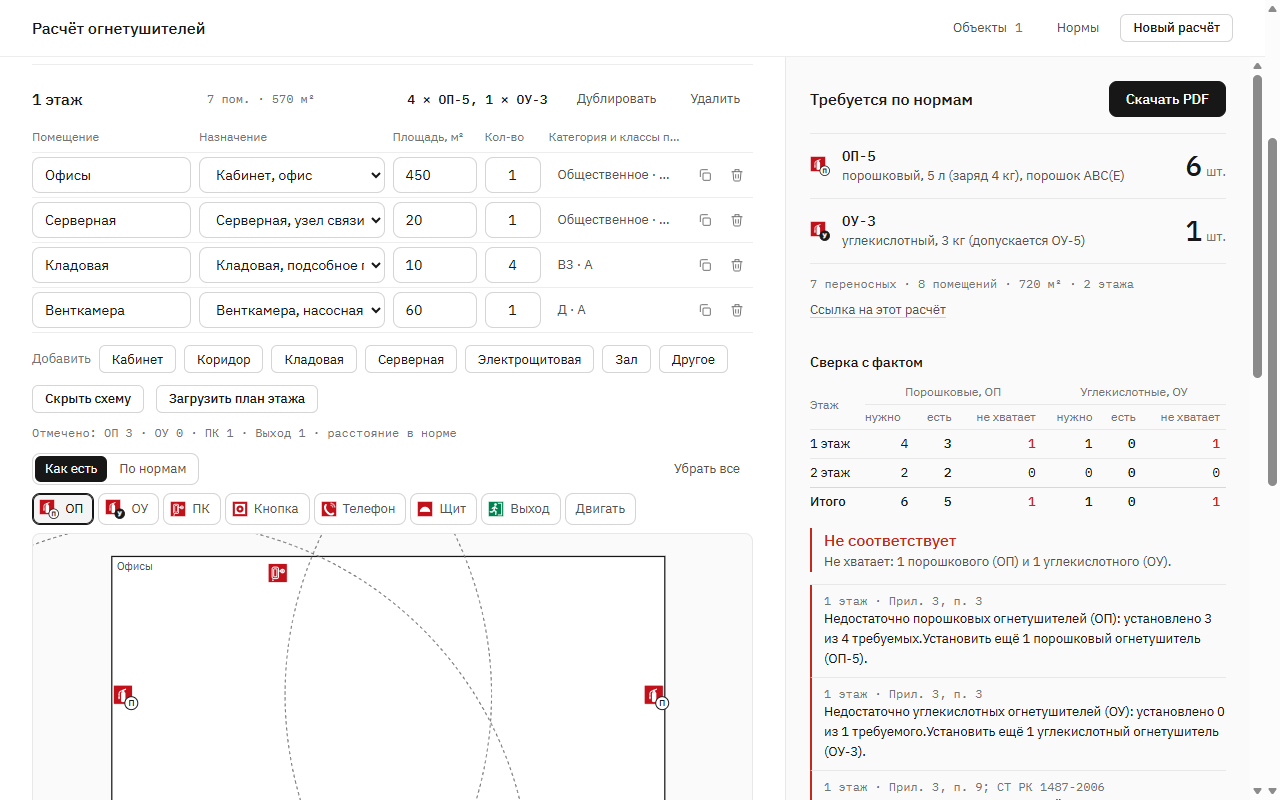 Расчёт огнетушителей
Объекты 1
Нормы
Новый расчёт
1 этаж
7 пом. · 570 м²
4 × ОП-5, 1 × ОУ-3
Дублировать
Удалить
Помещение
Назначение
Площадь, м²
Кол-во
Категория и классы п…
Офисы
Кабинет, офис
450
1
Общественное · …
Серверная
Серверная, узел связи
20
1
Общественное · …
Кладовая
Кладовая, подсобное
10
4
В3 · А
Венткамера
Венткамера, насосная
60
1
Д · А
Добавить
Кабинет
Коридор
Кладовая
Серверная
Электрощитовая
Зал
Другое
Скрыть схему
Загрузить план этажа
Отмечено: ОП 3 · ОУ 0 · ПК 1 · Выход 1 · расстояние в норме
Как есть
По нормам
Убрать все
П ОП
У ОУ
ПК
Кнопка
Телефон
Щит
Выход
Двигать
Офисы
П
П
Требуется по нормам
Скачать PDF
П
ОП-5
порошковый, 5 л (заряд 4 кг), порошок АВС(Е)
6 шт.
У
ОУ-3
углекислотный, 3 кг (допускается ОУ-5)
1 шт.
7 переносных · 8 помещений · 720 м² · 2 этажа
Ссылка на этот расчёт
Сверка с фактом
Этаж
Порошковые, ОП
Углекислотные, ОУ
нужно есть не хватает нужно есть не хватает
1 этаж 4 3 1 1 0 1
2 этаж 2 2 0 0 0 0
Итого 6 5 1 1 0 1
Не соответствует
Не хватает: 1 порошкового (ОП) и 1 углекислотного (ОУ).
1 этаж · Прил. 3, п. 3
Недостаточно порошковых огнетушителей (ОП): установлено 3
из 4 требуемых.Установить ещё 1 порошковый огнетушитель
(ОП-5).
1 этаж · Прил. 3, п. 3
Недостаточно углекислотных огнетушителей (ОУ): установлено 0
из 1 требуемого.Установить ещё 1 углекислотный огнетушитель
(ОУ-3).
1 этаж · Прил. 3, п. 9; СТ РК 1487-2006